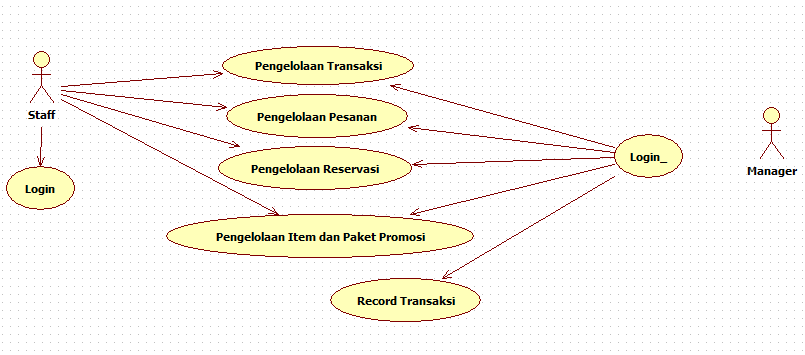 Pengelolaan Transaksi
Staff
Pengelolaan Pesanan
Login_
Pengelolaan Reservasi
Manager
Login
Pengelolaan Item dan Paket Promosi
Record Transaksi